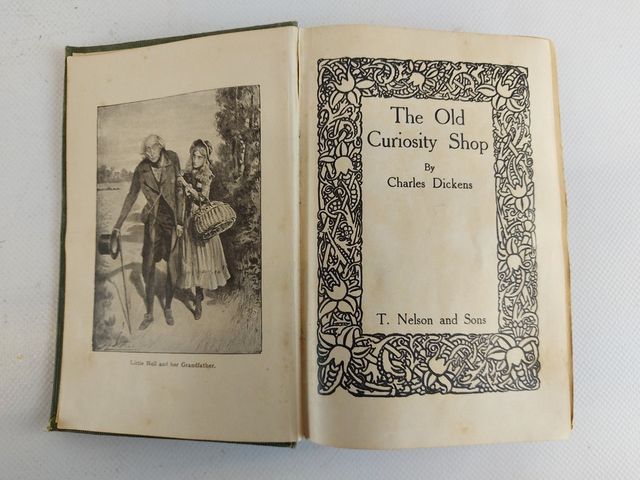 Little Nell and her Grandfather.
The Old
Curiosity Shop
By
Charles Dickens
T. Nelson and Sons